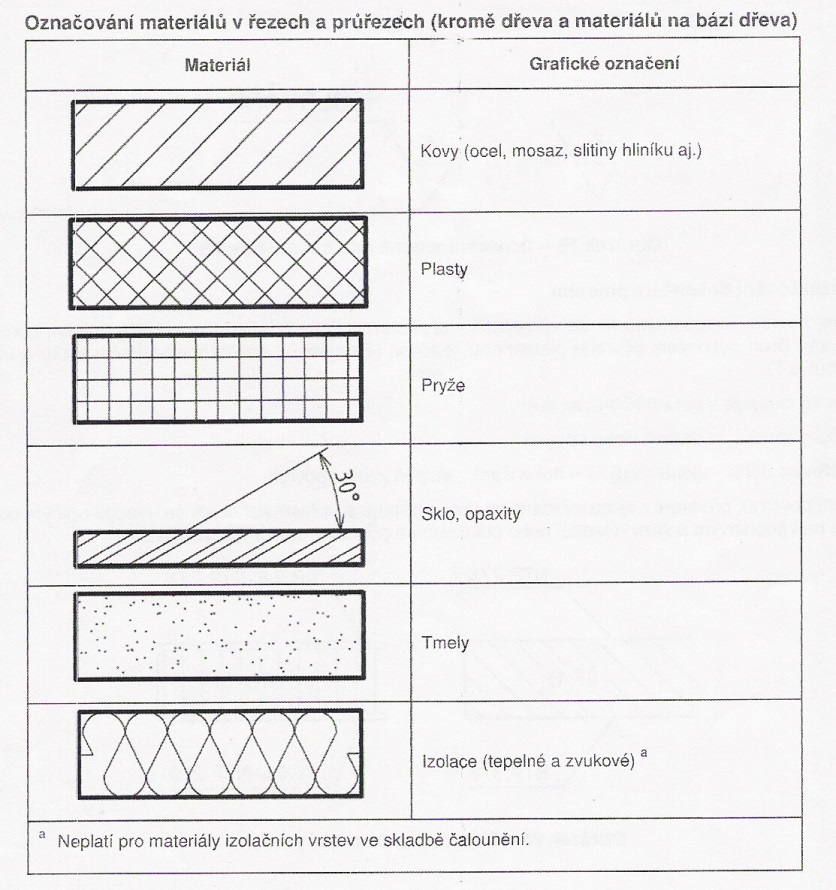 Označování materiálů v řezech a průřezech (kromě dřeva a materiálů na bázi dřeva)
Materiál
Grafické označení
Kovy (ocel, mosaz, slitiny hliníku aj.)
Plasty
Pryže
30°
Sklo, opaxity
Tmely
Izolace (tepelné a zvukové) a
a Neplatí pro materiály izolačních vrstev ve skladbě čalounění.